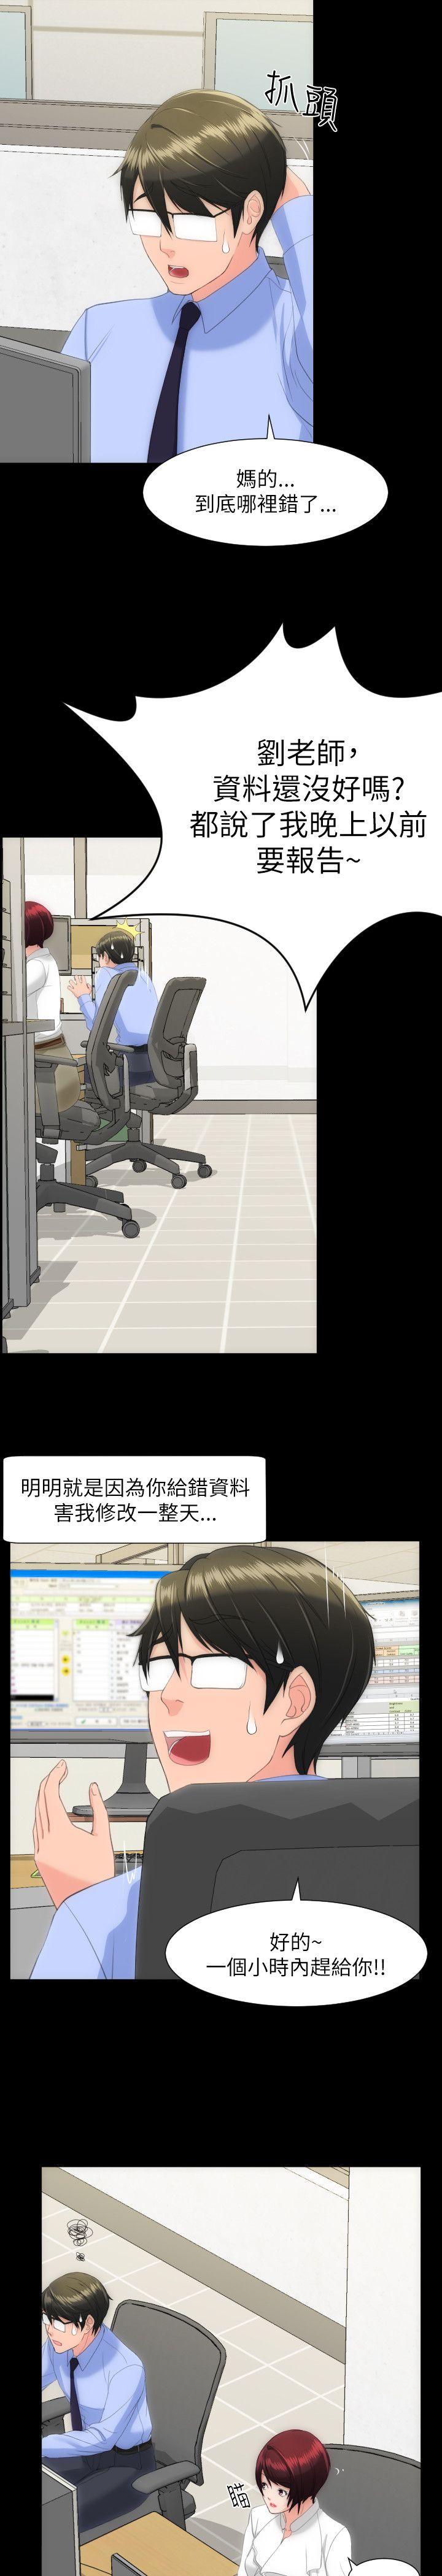 抓頭
媽的...
到底哪裡錯了...
劉老師,
資料還沒好嗎?
都說了我晚上以前
要報告~
明明就是因為你給錯資料
害我修改一整天...
好的~
一個小時內趕給你!!
瞄